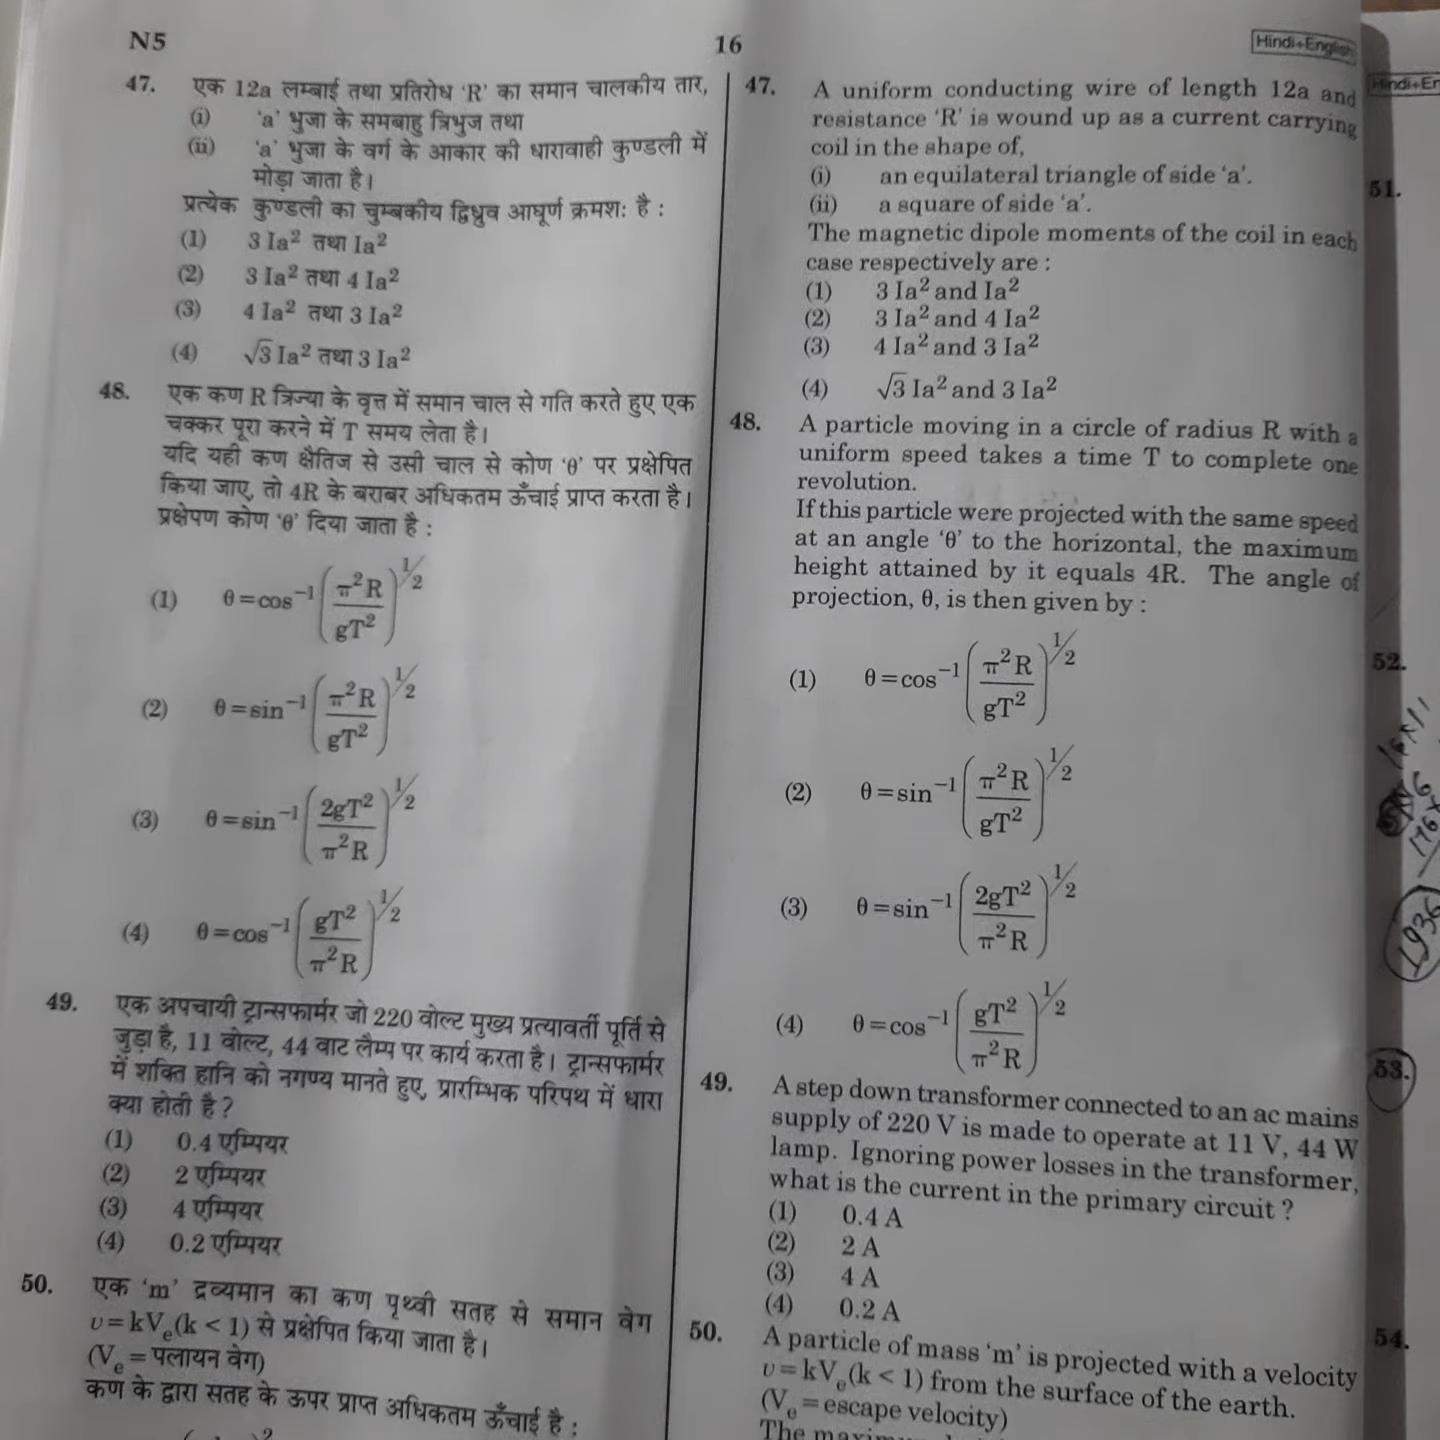 N5
16
Hindi+English
47. एक 12a लम्बाई तथा प्रतिरोध 'R' का समान चालकीय तार,
(i) 'a' भुजा के समबाहु त्रिभुज तथा
(ii) 'a' भुजा के वर्ग के आकार की धारावाही कुण्डली में
मोड़ा जाता है।
प्रत्येक कुण्डली का चुम्बकीय द्विध्रुव आघूर्ण क्रमशः है :
(1) 3 Ia² तथा Ia²
(2) 3 Ia² तथा 4 Ia²
(3) 4 Ia² तथा 3 Ia²
(4) √3 Ia² तथा 3 Ia²
48. एक कण R त्रिज्या के वृत्त में समान चाल से गति करते हुए एक
चक्कर पूरा करने में T समय लेता है।
यदि यही कण क्षैतिज से उसी चाल से कोण 'θ' पर प्रक्षेपित
किया जाए, तो 4R के बराबर अधिकतम ऊँचाई प्राप्त करता है।
प्रक्षेपण कोण 'θ' दिया जाता है :
(1) θ = cos⁻¹ (π²R / gT²)^1/2
(2) θ = sin⁻¹ (π²R / gT²)^1/2
(3) θ = sin⁻¹ (2gT² / π²R)^1/2
(4) θ = cos⁻¹ (gT² / π²R)^1/2
49. एक अपचायी ट्रान्सफार्मर जो 220 वोल्ट मुख्य प्रत्यावर्ती पूर्ति से
जुड़ा है, 11 वोल्ट, 44 वाट लैम्प पर कार्य करता है। ट्रान्सफार्मर
में शक्ति हानि को नगण्य मानते हुए, प्रारम्भिक परिपथ में धारा
क्या होती है ?
(1) 0.4 एम्पियर
(2) 2 एम्पियर
(3) 4 एम्पियर
(4) 0.2 एम्पियर
50. एक 'm' द्रव्यमान का कण पृथ्वी सतह से समान वेग
υ = kVₑ(k < 1) से प्रक्षेपित किया जाता है।
(Vₑ = पलायन वेग)
कण के द्वारा सतह के ऊपर प्राप्त अधिकतम ऊँचाई है :
47. A uniform conducting wire of length 12a and
resistance 'R' is wound up as a current carrying
coil in the shape of,
(i) an equilateral triangle of side 'a'.
(ii) a square of side 'a'.
The magnetic dipole moments of the coil in each
case respectively are :
(1) 3 Ia² and Ia²
(2) 3 Ia² and 4 Ia²
(3) 4 Ia² and 3 Ia²
(4) √3 Ia² and 3 Ia²
48. A particle moving in a circle of radius R with a
uniform speed takes a time T to complete one
revolution.
If this particle were projected with the same speed
at an angle 'θ' to the horizontal, the maximum
height attained by it equals 4R. The angle of
projection, θ, is then given by :
(1) θ = cos⁻¹ (π²R / gT²)^1/2
(2) θ = sin⁻¹ (π²R / gT²)^1/2
(3) θ = sin⁻¹ (2gT² / π²R)^1/2
(4) θ = cos⁻¹ (gT² / π²R)^1/2
49. A step down transformer connected to an ac mains
supply of 220 V is made to operate at 11 V, 44 W
lamp. Ignoring power losses in the transformer,
what is the current in the primary circuit ?
(1) 0.4 A
(2) 2 A
(3) 4 A
(4) 0.2 A
50. A particle of mass 'm' is projected with a velocity
υ = kVₑ(k < 1) from the surface of the earth.
(Vₑ = escape velocity)
The
Hindi+En
51.
52.
1936
53.
54.